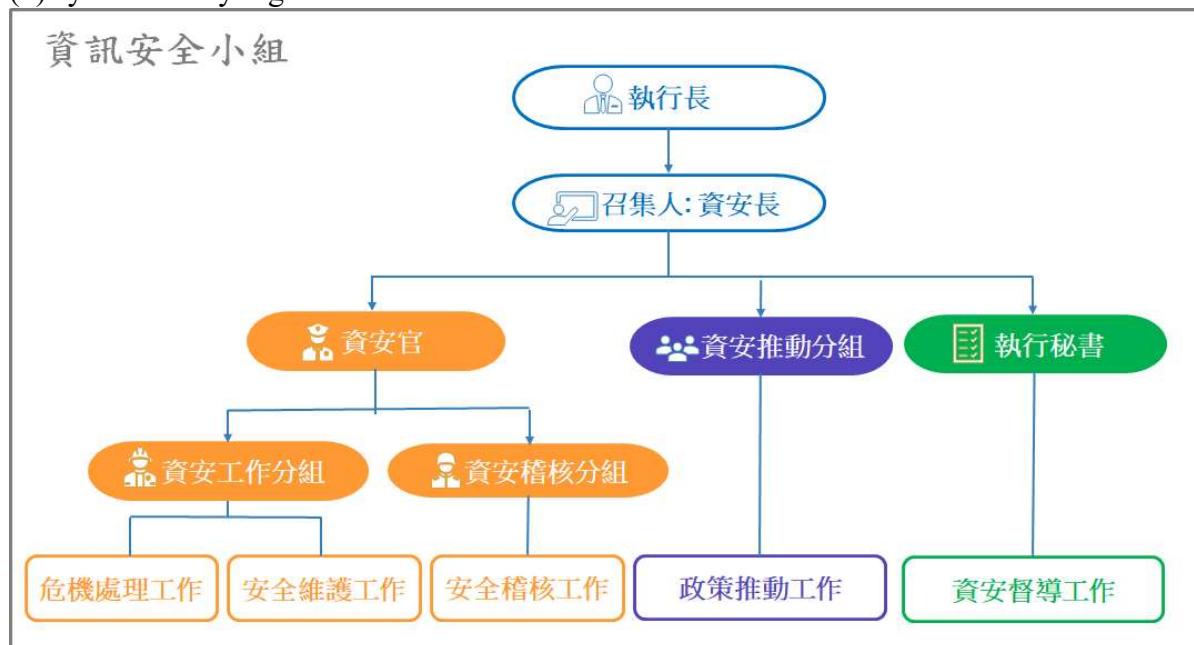 資訊安全小組
執行長
召集人: 資安長
資安官
資安推動分組
執行秘書
資安工作分組
資安稽核分組
危機處理工作
安全維護工作
安全稽核工作
政策推動工作
資安督導工作